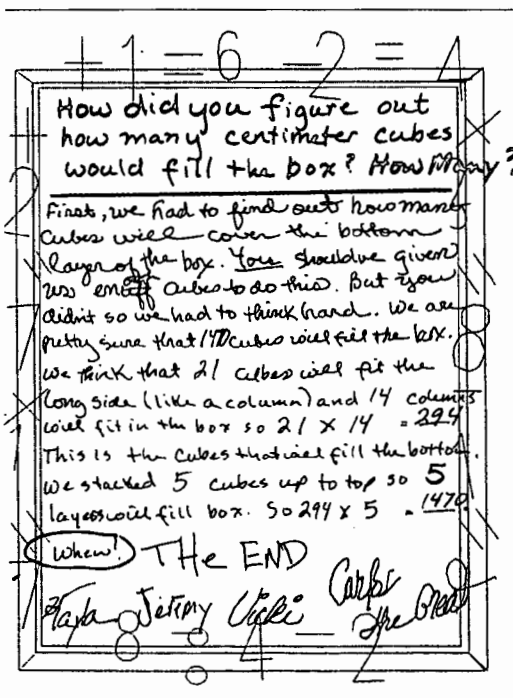 + 1 = 6 - 2 = 4
How did you figure out
how many centimeter cubes
would fill the box? How Many?
First, we had to find out how many
cubes will cover the bottom
layer of the box. You should've given
us enuff cubes to do this. But you
didn't so we had to think hard. We are
pretty sure that 1470 cubes will fill the box.
We think that 21 cubes will fit the
long side (like a column) and 14 columns
will fit in the box so 21 x 14 = 294
This is the cubes that will fill the bottom.
We stacked 5 cubes up to top so 5
layers will fill box. So 294 x 5 = 1470.
Whew! THe END
Kayla Jeremy Vicki Carlos
the Great
8 - 4 - 2